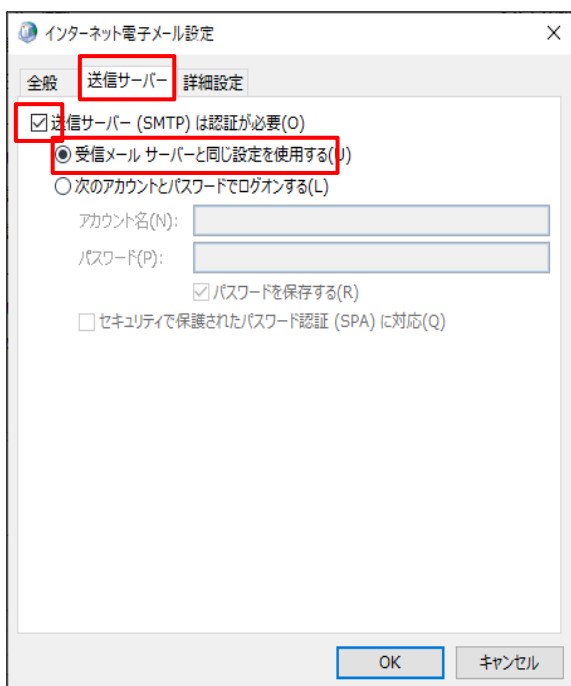 インターネット電子メール設定
全般 送信サーバー 詳細設定
送信サーバー (SMTP) は認証が必要(O)
受信メール サーバーと同じ設定を使用する(U)
次のアカウントとパスワードでログオンする(L)
アカウント名(N):
パスワード(P):
パスワードを保存する(R)
セキュリティで保護されたパスワード認証 (SPA) に対応(Q)
OK キャンセル